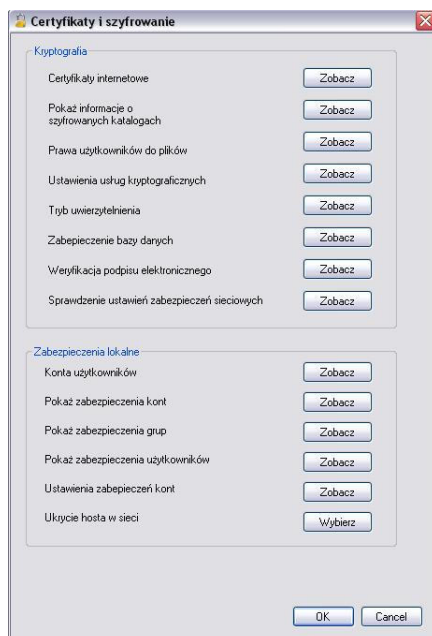 Certyfikaty i szyfrowanie
Kryptografia
Certyfikaty internetowe Zobacz
Pokaż informacje o
szyfrowanych katalogach Zobacz
Prawa użytkowników do plików Zobacz
Ustawienia usług kryptograficznych Zobacz
Tryb uwierzytelnienia Zobacz
Zabepieczenie bazy danych Zobacz
Weryfikacja podpisu elektronicznego Zobacz
Sprawdzenie ustawień zabezpieczeń sieciowych Zobacz
Zabezpieczenia lokalne
Konta użytkowników Zobacz
Pokaż zabezpieczenia kont Zobacz
Pokaż zabezpieczenia grup Zobacz
Pokaż zabezpieczenia użytkowników Zobacz
Ustawienia zabepieczeń kont Zobacz
Ukrycie hosta w sieci Wybierz
OK Cancel